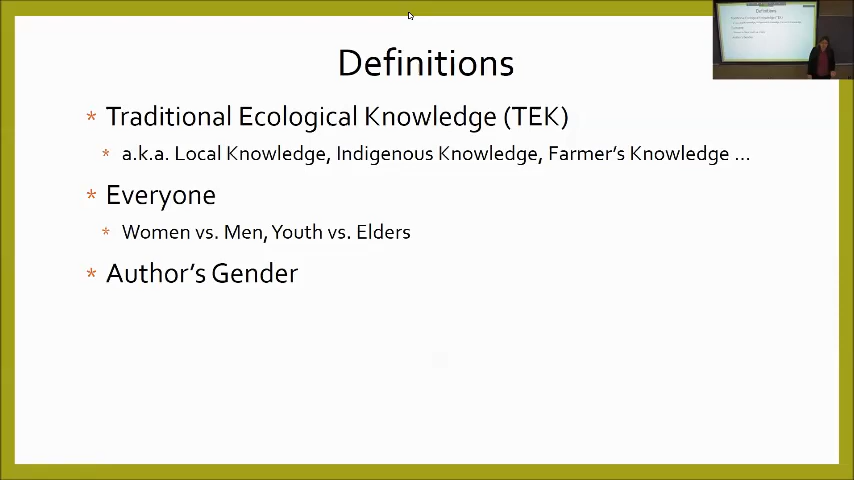 Definitions
* Traditional Ecological Knowledge (TEK)
* a.k.a. Local Knowledge, Indigenous Knowledge, Farmer's Knowledge ...
* Everyone
* Women vs. Men, Youth vs. Elders
* Author's Gender
Definitions